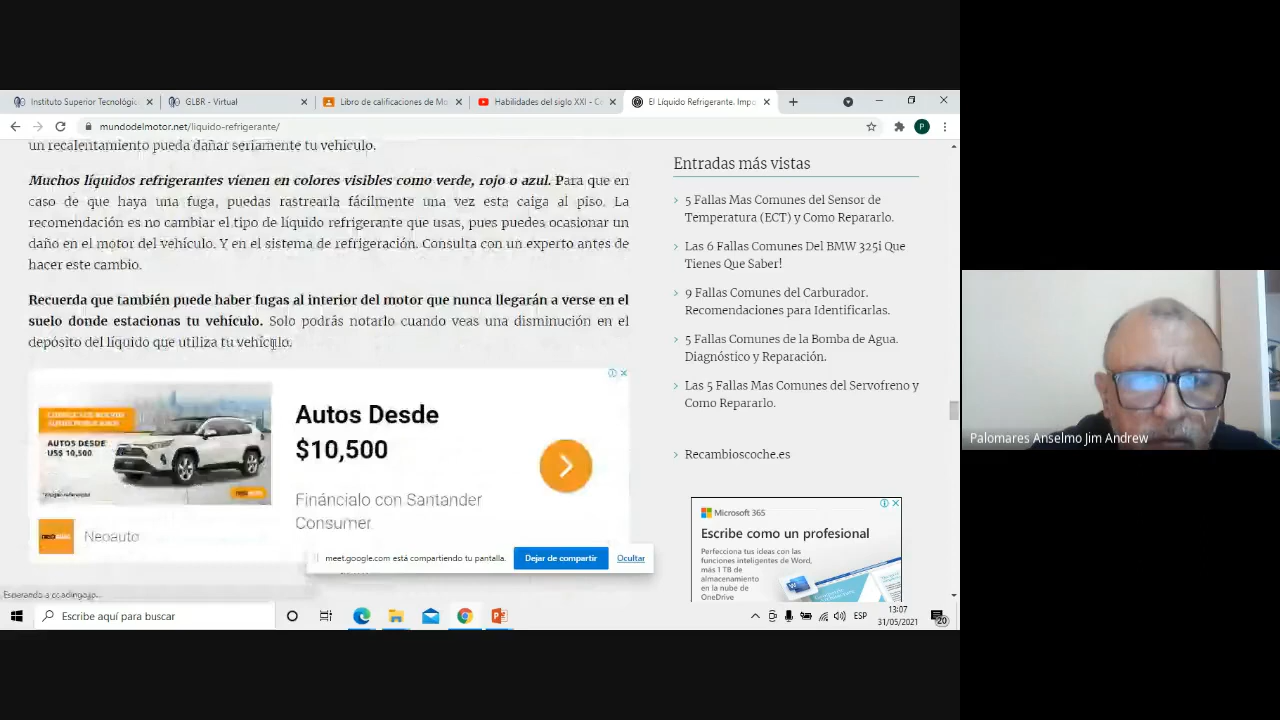 Instituto Superior Tecnológic
GLBR - Virtual
Libro de calificaciones de Mo
Habilidades del siglo XXI - C
El Líquido Refrigerante. Impo
mundodelmotor.net/liquido-refrigerante/
un recalentamiento pueda dañar seriamente tu vehículo.
Muchos líquidos refrigerantes vienen en colores visibles como verde, rojo o azul. Para que en
caso de que haya una fuga, puedas rastrearla fácilmente una vez esta caiga al piso. La
recomendación es no cambiar el tipo de líquido refrigerante que usas, pues puedes ocasionar un
daño en el motor del vehículo. Y en el sistema de refrigeración. Consulta con un experto antes de
hacer este cambio.
Recuerda que también puede haber fugas al interior del motor que nunca llegarán a verse en el
suelo donde estacionas tu vehículo. Solo podrás notarlo cuando veas una disminución en el
depósito del líquido que utiliza tu vehículo.
AUTOS DESDE
US$ 10,500
Autos Desde
$10,500
Fináncialo con Santander
Consumer
Neoauto
Entradas más vistas
5 Fallas Mas Comunes del Sensor de
Temperatura (ECT) y Como Repararlo.
Las 6 Fallas Comunes Del BMW 325i Que
Tienes Que Saber!
9 Fallas Comunes del Carburador.
Recomendaciones para Identificarlas.
5 Fallas Comunes de la Bomba de Agua.
Diagnóstico y Reparación.
Las 5 Fallas Mas Comunes del Servofreno y
Como Repararlo.
Recambioscoche.es
Microsoft 365
Escribe como un profesional
Perfecciona tus ideas con las
funciones inteligentes de Word,
más 1 TB de
almacenamiento
en la nube de
OneDrive
meet.google.com está compartiendo tu pantalla.
Dejar de compartir
Ocultar
Escribe aquí para buscar
ESP
13:07
31/05/2021
20
Palomares Anselmo Jim Andrew